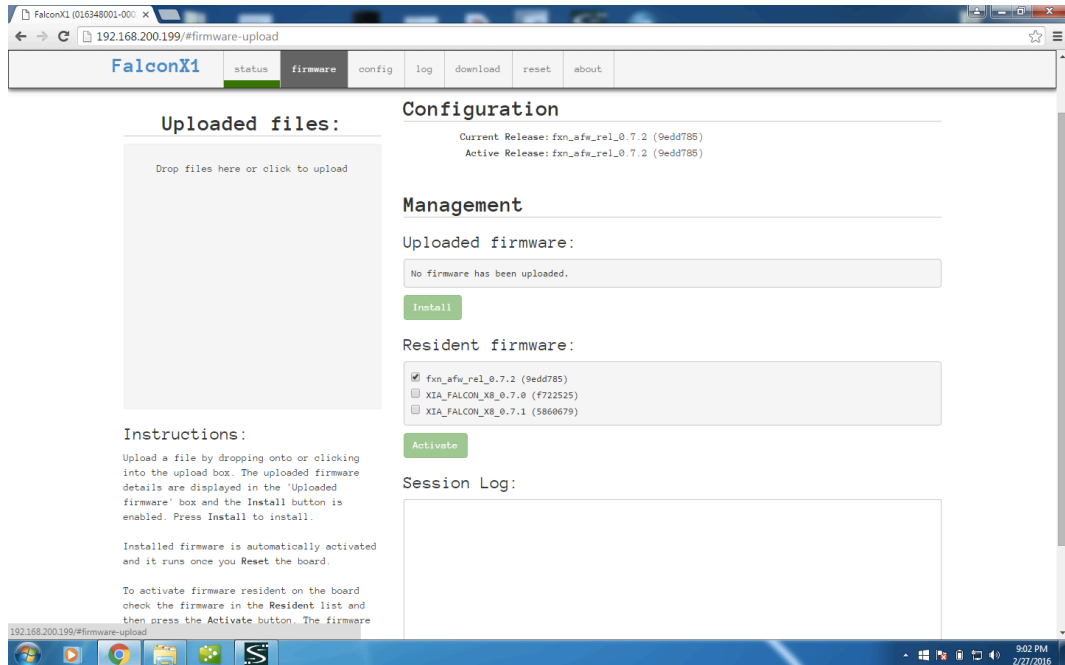 FalconX1 (016348001-000
192.168.200.199/#firmware-upload
FalconX1
status
firmware
config
log
download
reset
about
Uploaded files:
Drop files here or click to upload
Instructions:
Upload a file by dropping onto or clicking
into the upload box. The uploaded firmware
details are displayed in the 'Uploaded
firmware' box and the Install button is
enabled. Press Install to install.
Installed firmware is automatically activated
and it runs once you Reset the board.
To activate firmware resident on the board
check the firmware in the Resident list and
then press the Activate button. The firmware
Configuration
Current Release: fxn_afw_rel_0.7.2 (9edd785)
Active Release: fxn_afw_rel_0.7.2 (9edd785)
Management
Uploaded firmware:
No firmware has been uploaded.
Install
Resident firmware:
fxn_afw_rel_0.7.2 (9edd785)
XIA_FALCON_X8_0.7.0 (f722525)
XIA_FALCON_X8_0.7.1 (5860679)
Activate
Session Log:
192.168.200.199/#firmware-upload
9:02 PM
2/27/2016